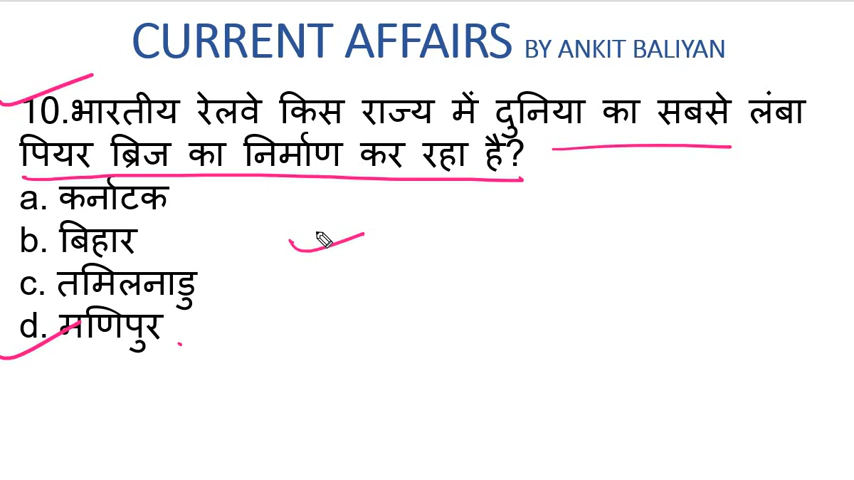 CURRENT AFFAIRS BY ANKIT BALIYAN
10.भारतीय रेलवे किस राज्य में दुनिया का सबसे लंबा
पियर ब्रिज का निर्माण कर रहा है?
a. कर्नाटक
b. बिहार
c. तमिलनाडु
d. मणिपुर